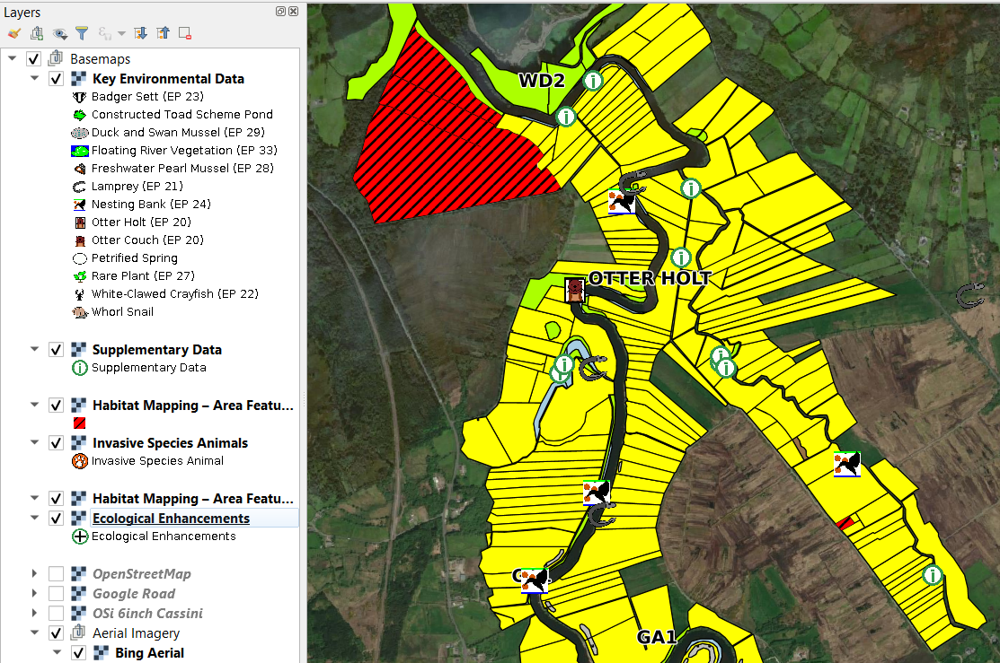 Layers
Basemaps
Key Environmental Data
Badger Sett (EP 23)
Constructed Toad Scheme Pond
Duck and Swan Mussel (EP 29)
Floating River Vegetation (EP 33)
Freshwater Pearl Mussel (EP 28)
Lamprey (EP 21)
Nesting Bank (EP 24)
Otter Holt (EP 20)
Otter Couch (EP 20)
Petrified Spring
Rare Plant (EP 27)
White-Clawed Crayfish (EP 22)
Whorl Snail
Supplementary Data
Supplementary Data
Habitat Mapping – Area Featu...
Invasive Species Animals
Invasive Species Animal
Habitat Mapping – Area Featu...
Ecological Enhancements
Ecological Enhancements
OpenStreetMap
Google Road
OSi 6inch Cassini
Aerial Imagery
Bing Aerial
WD2
OTTER HOLT
GA1